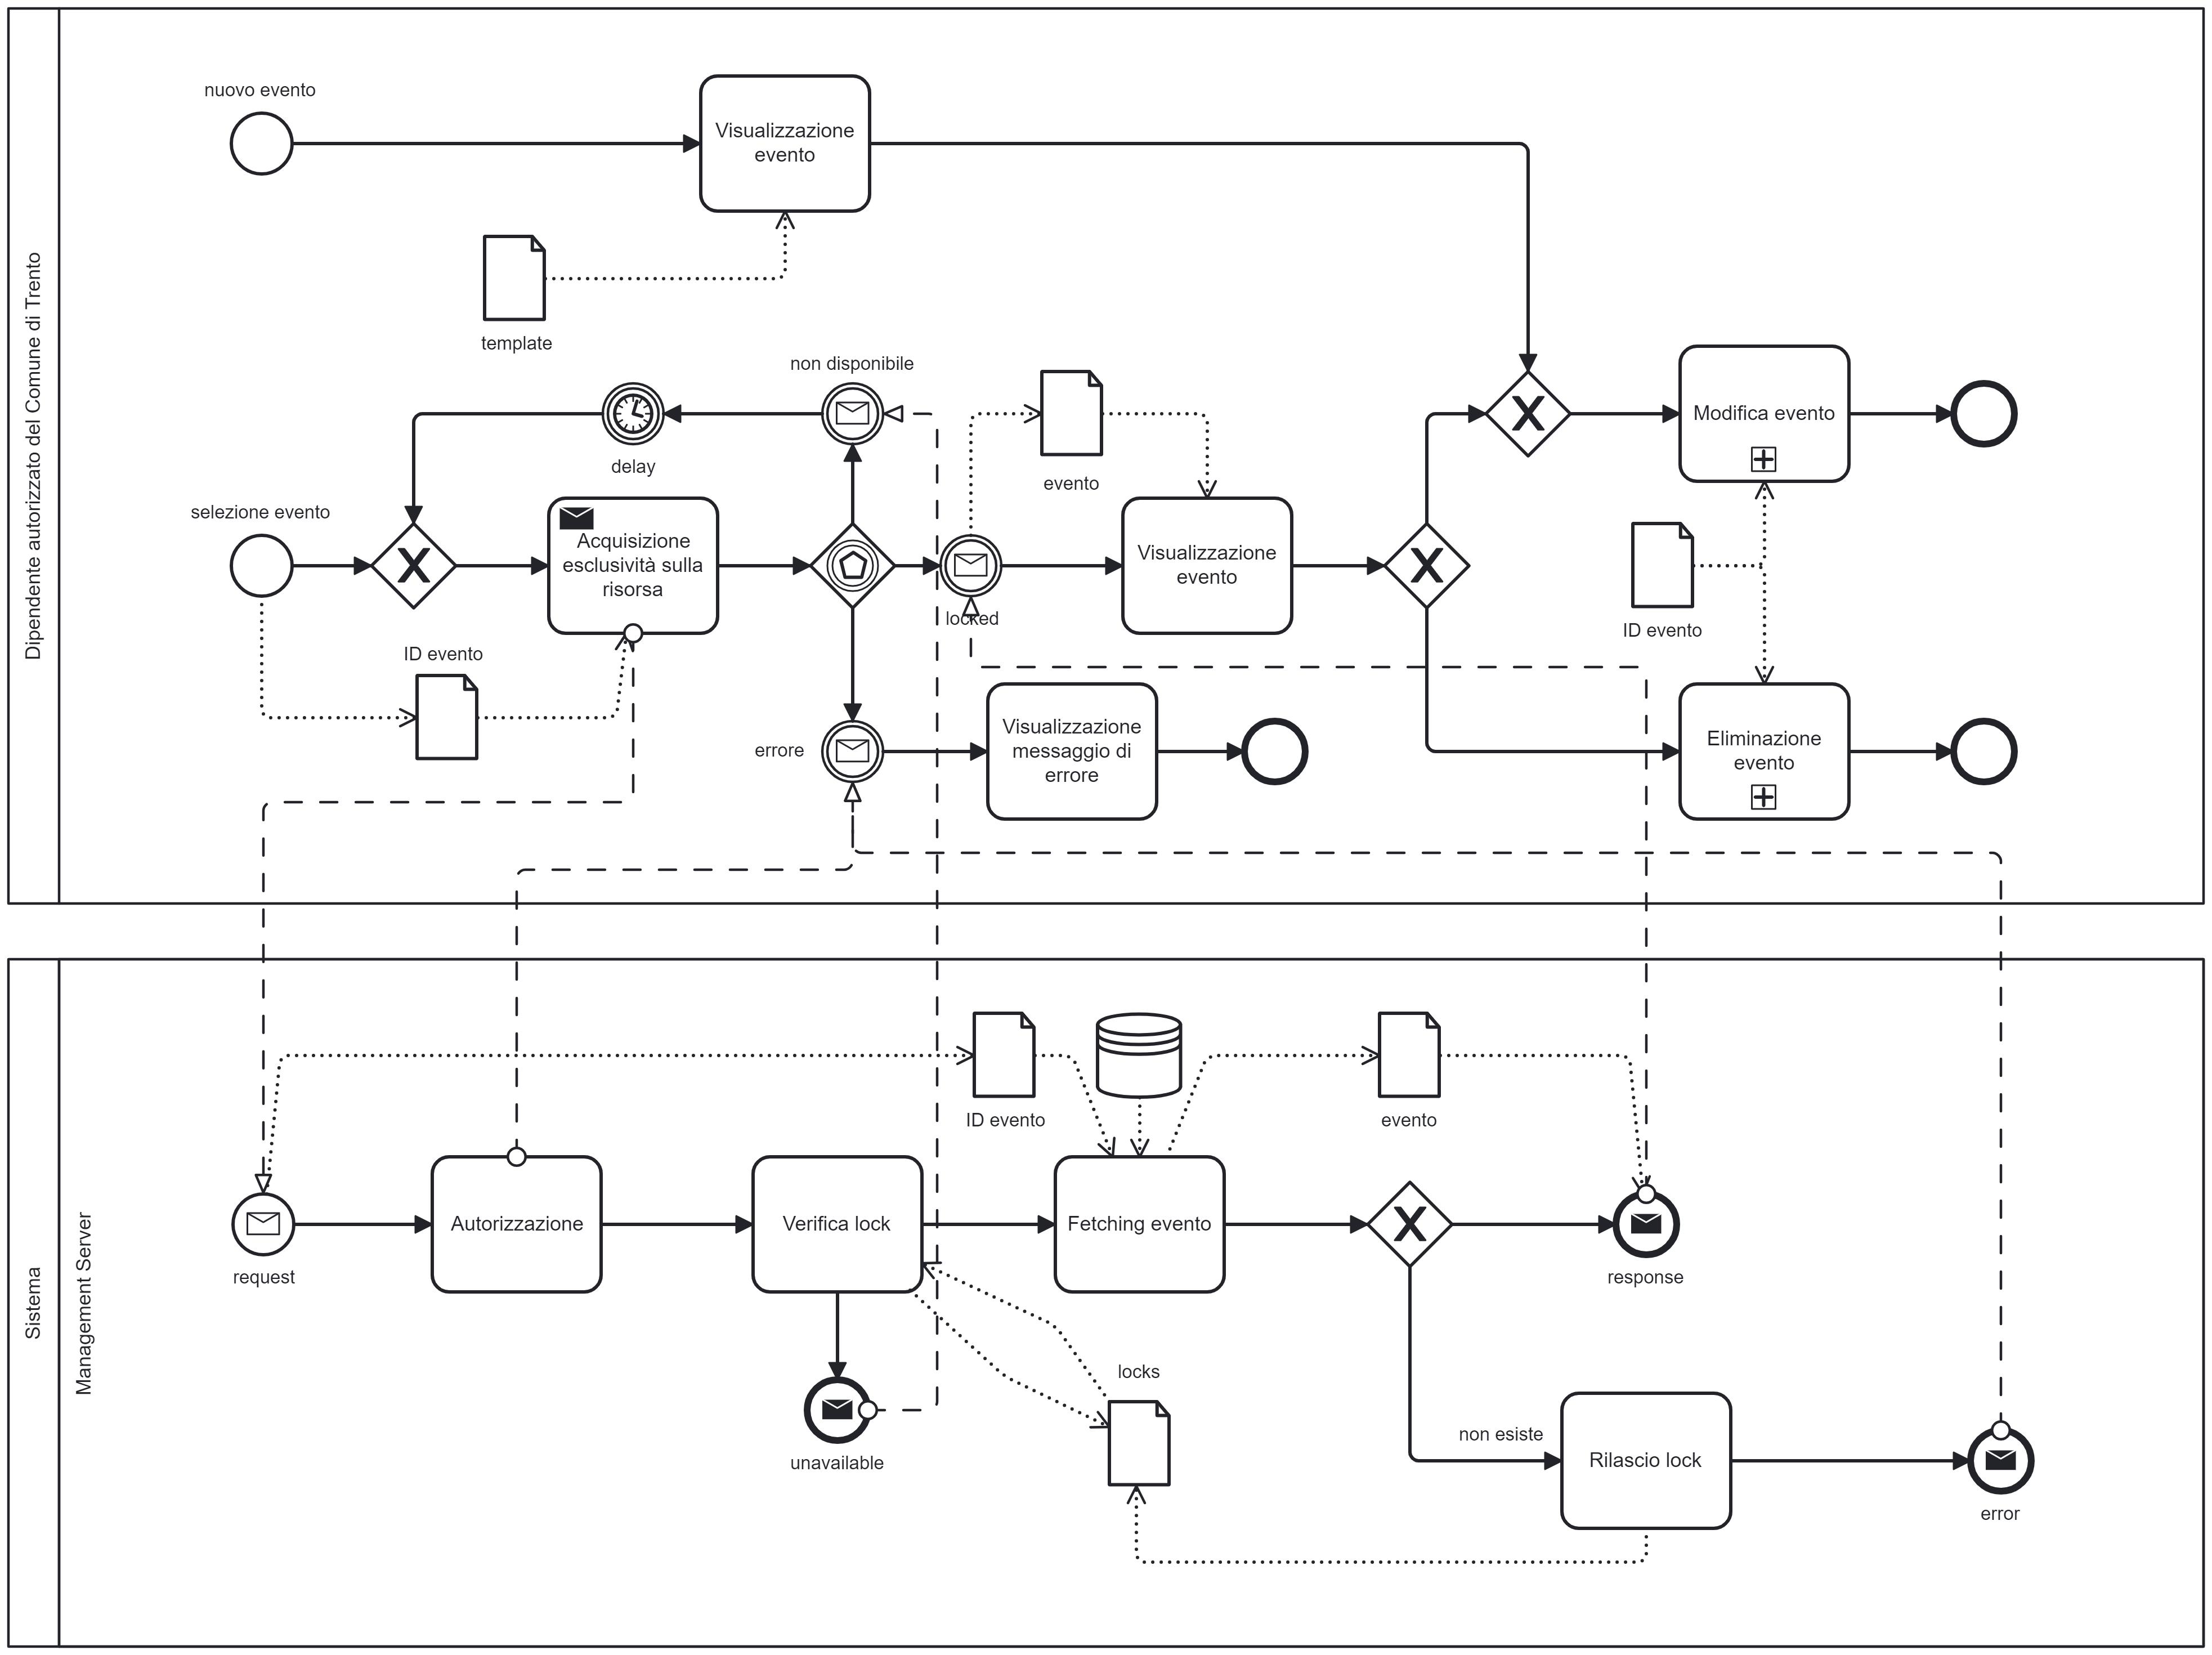 Dipendente autorizzato del Comune di Trento
nuovo evento
Visualizzazione
evento
template
non disponibile
delay
evento
Modifica evento
selezione evento
Acquisizione
esclusività sulla
risorsa
locked
Visualizzazione
evento
ID evento
ID evento
errore
Visualizzazione
messaggio di
errore
Eliminazione
evento
Sistema
Management Server
ID evento
evento
request
Autorizzazione
Verifica lock
Fetching evento
response
unavailable
locks
non esiste
Rilascio lock
error